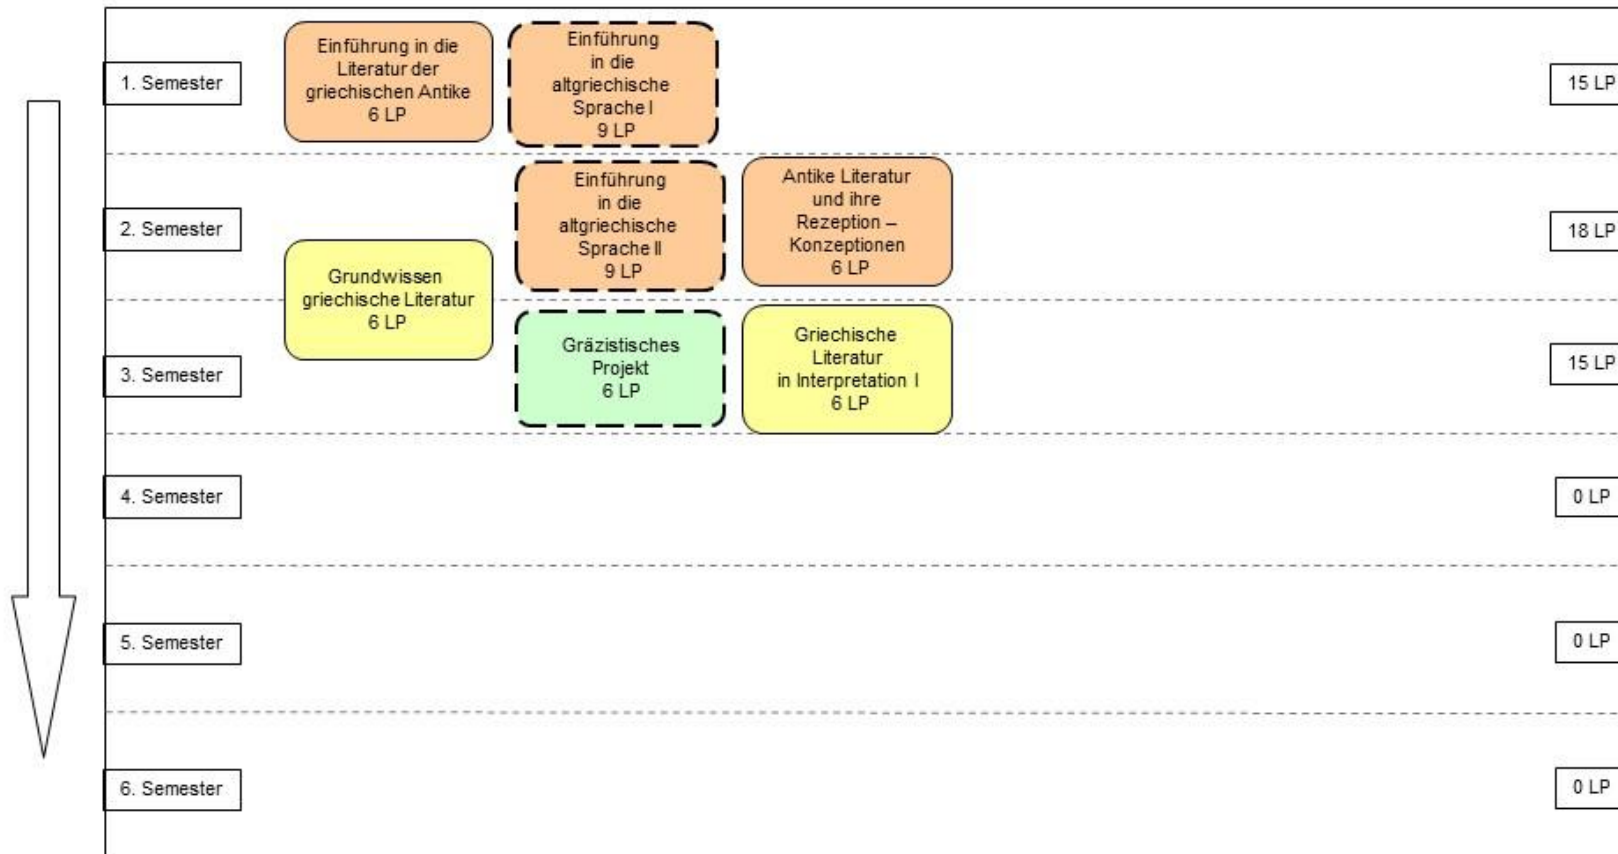 1. Semester
Einführung in die
Literatur der
griechischen Antike
6 LP
Einführung
in die
altgriechische
Sprache I
9 LP
15 LP
2. Semester
Einführung
in die
altgriechische
Sprache II
9 LP
Antike Literatur
und ihre
Rezeption –
Konzeptionen
6 LP
18 LP
Grundwissen
griechische Literatur
6 LP
3. Semester
Gräzistisches
Projekt
6 LP
Griechische
Literatur
in Interpretation I
6 LP
15 LP
4. Semester
0 LP
5. Semester
0 LP
6. Semester
0 LP